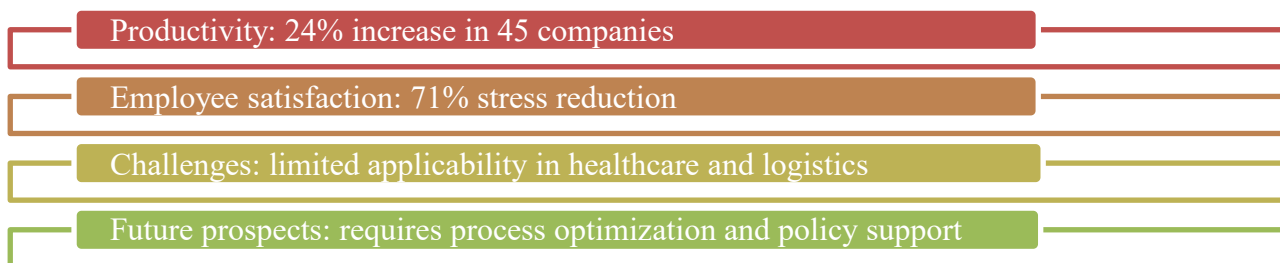 Productivity: 24% increase in 45 companies
Employee satisfaction: 71% stress reduction
Challenges: limited applicability in healthcare and logistics
Future prospects: requires process optimization and policy support